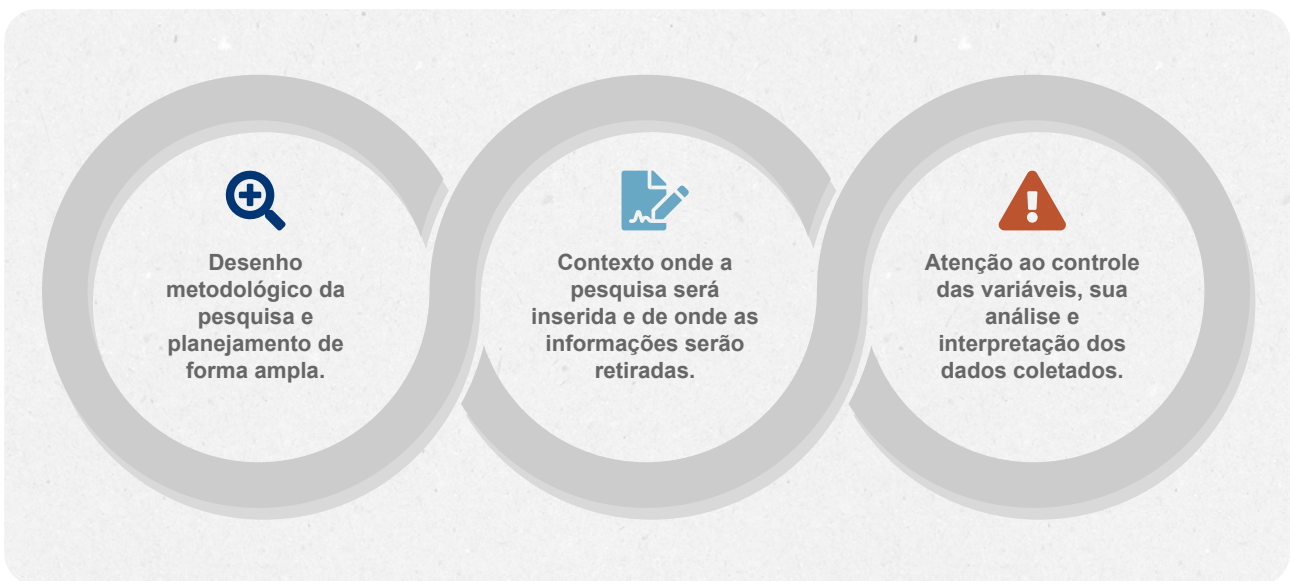 Desenho
metodológico da
pesquisa e
planejamento de
forma ampla.
Contexto onde a
pesquisa será
inserida e de onde as
informações serão
retiradas.
Atenção ao controle
das variáveis, sua
análise e
interpretação dos
dados coletados.